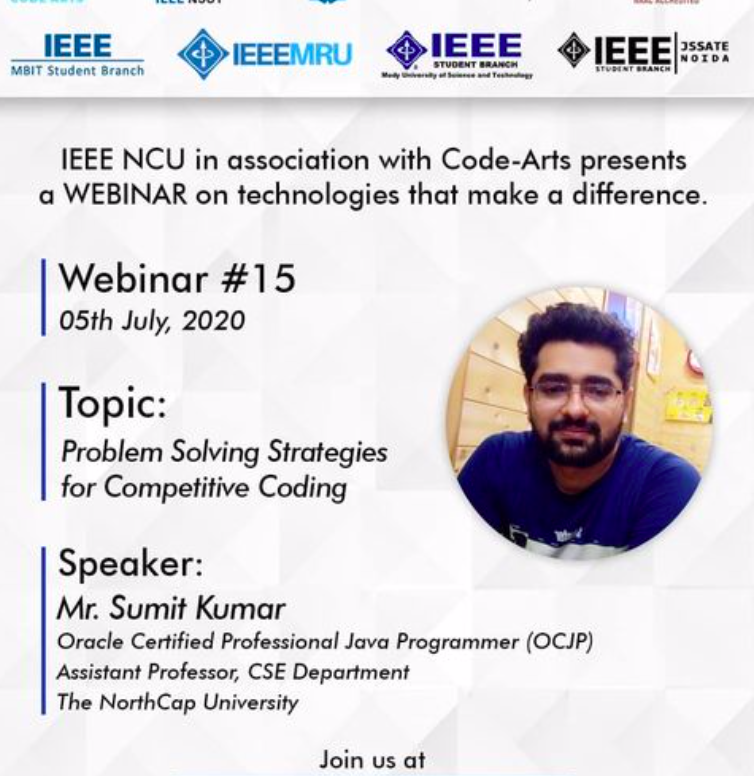 IEEE
MBIT Student Branch
IEEEMRU
IEEE
STUDENT BRANCH
Mody University of Science and Technology
IEEE
STUDENT BRANCH
JSSATE
NOIDA
IEEE NCU in association with Code-Arts presents
a WEBINAR on technologies that make a difference.
Webinar #15
05th July, 2020
Topic:
Problem Solving Strategies
for Competitive Coding
Speaker:
Mr. Sumit Kumar
Oracle Certified Professional Java Programmer (OCJP)
Assistant Professor, CSE Department
The NorthCap University
Join us at